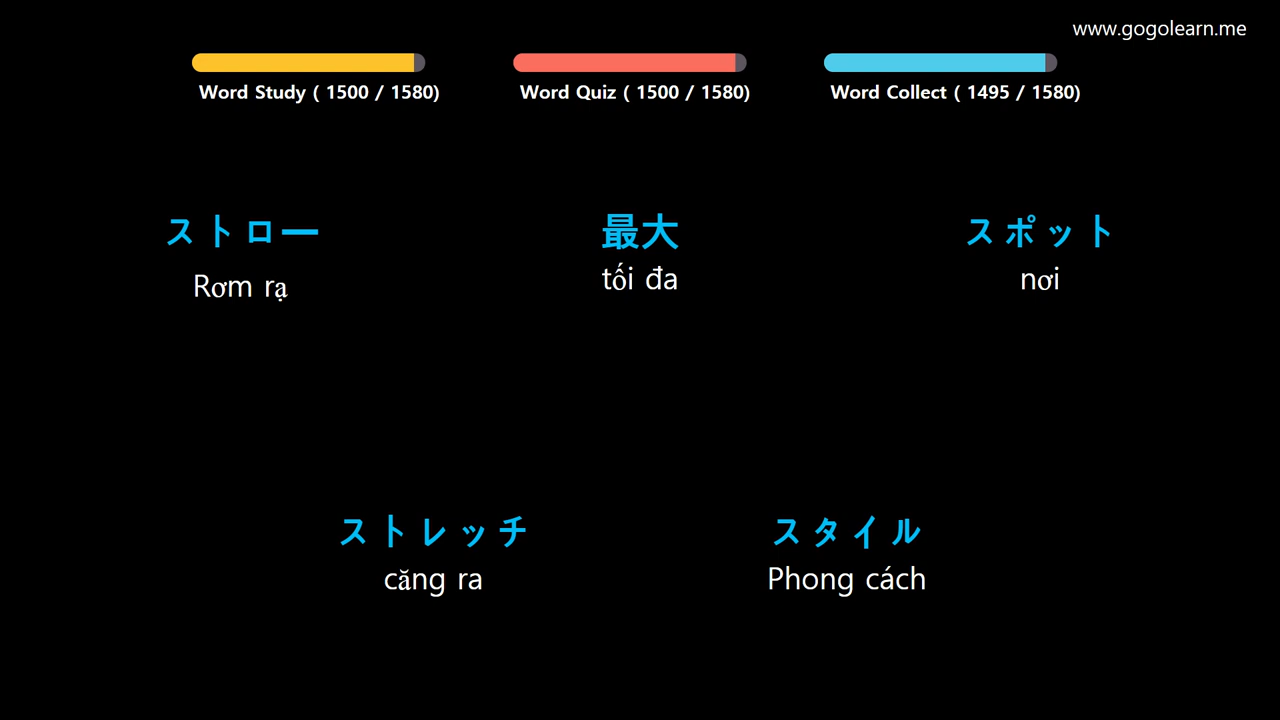 www.gogolearn.me
Word Study ( 1500 / 1580)
Word Quiz ( 1500 / 1580)
Word Collect ( 1495 / 1580)
ストロー
最大
スポット
Rơm rạ
tối đa
nơi
ストレッチ
スタイル
căng ra
Phong cách